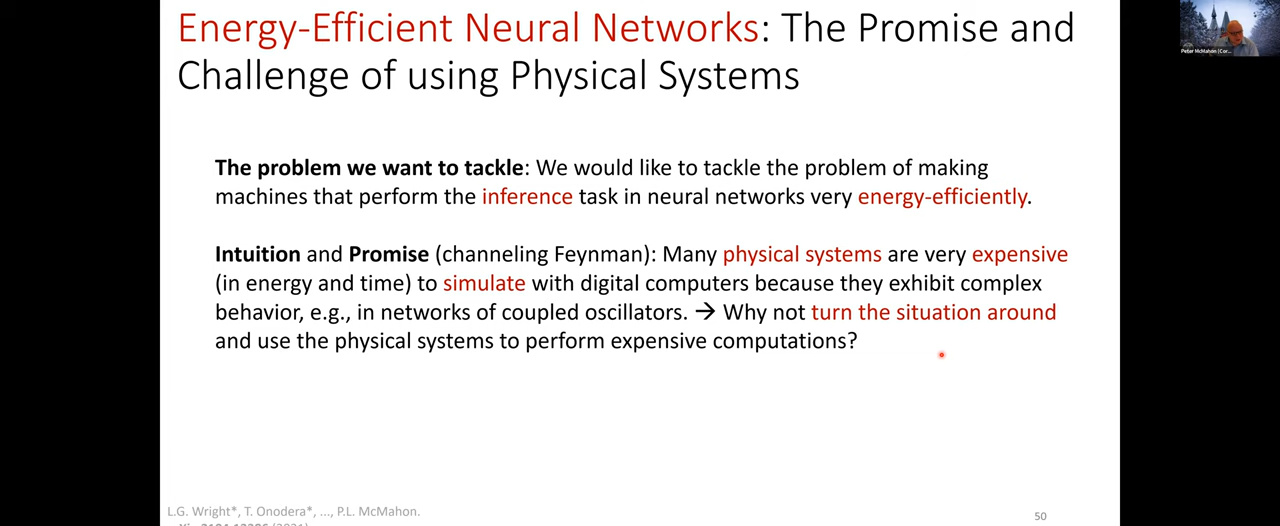 Energy-Efficient Neural Networks: The Promise and
Challenge of using Physical Systems
Peter McMahon (Cor...
The problem we want to tackle: We would like to tackle the problem of making
machines that perform the inference task in neural networks very energy-efficiently.
Intuition and Promise (channeling Feynman): Many physical systems are very expensive
(in energy and time) to simulate with digital computers because they exhibit complex
behavior, e.g., in networks of coupled oscillators. → Why not turn the situation around
and use the physical systems to perform expensive computations?
L.G. Wright*, T. Onodera*, ..., P.L. McMahon.
50